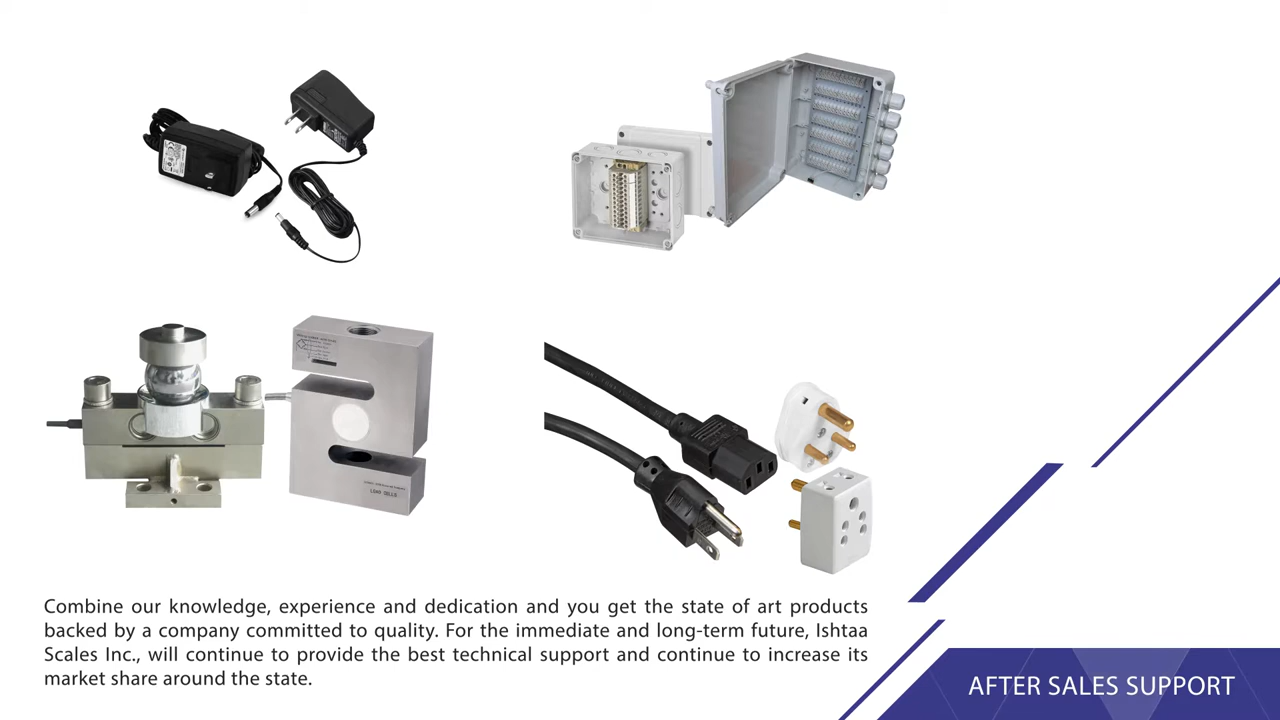 LOAD CELLS
Combine our knowledge, experience and dedication and you get the state of art products
backed by a company committed to quality. For the immediate and long-term future, Ishtaa
Scales Inc., will continue to provide the best technical support and continue to increase its
market share around the state.
AFTER SALES SUPPORT